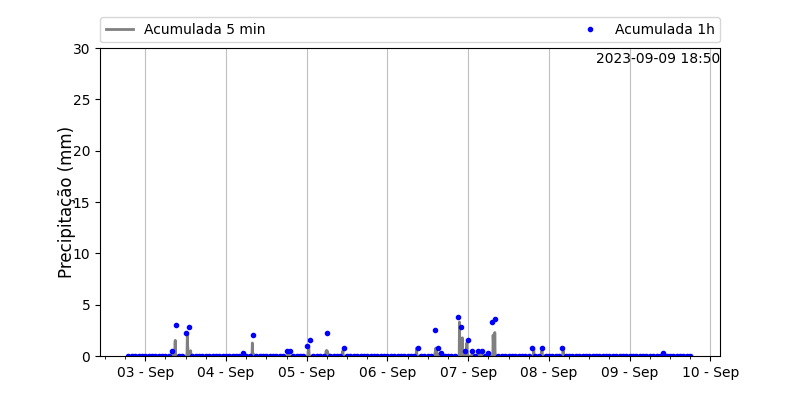 Acumulada 5 min Acumulada 1h
2023-09-09 18:50
Precipitação (mm)
30
25
20
15
10
5
0
03 - Sep 04 - Sep 05 - Sep 06 - Sep 07 - Sep 08 - Sep 09 - Sep 10 - Sep